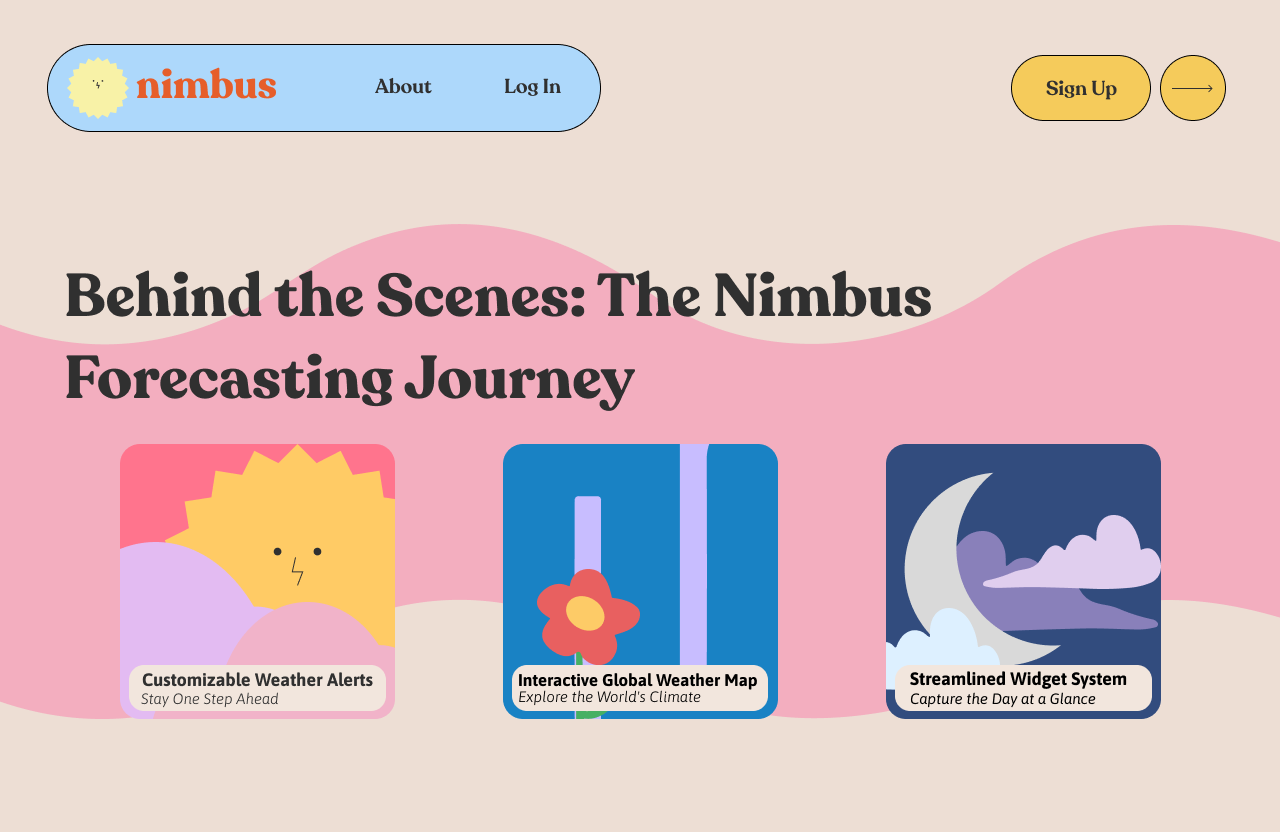 nimbus
About
Log In
Sign Up
Behind the Scenes: The Nimbus
Forecasting Journey
Customizable Weather Alerts
Stay One Step Ahead
Interactive Global Weather Map
Explore the World's Climate
Streamlined Widget System
Capture the Day at a Glance